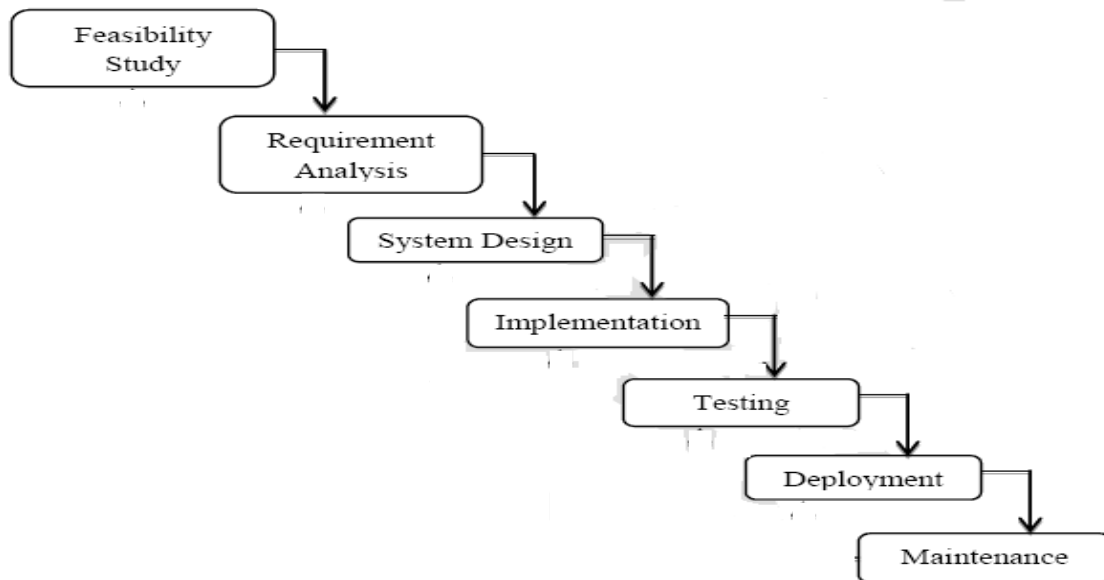 Feasibility
Study
Requirement
Analysis
System Design
Implementation
Testing
Deployment
Maintenance